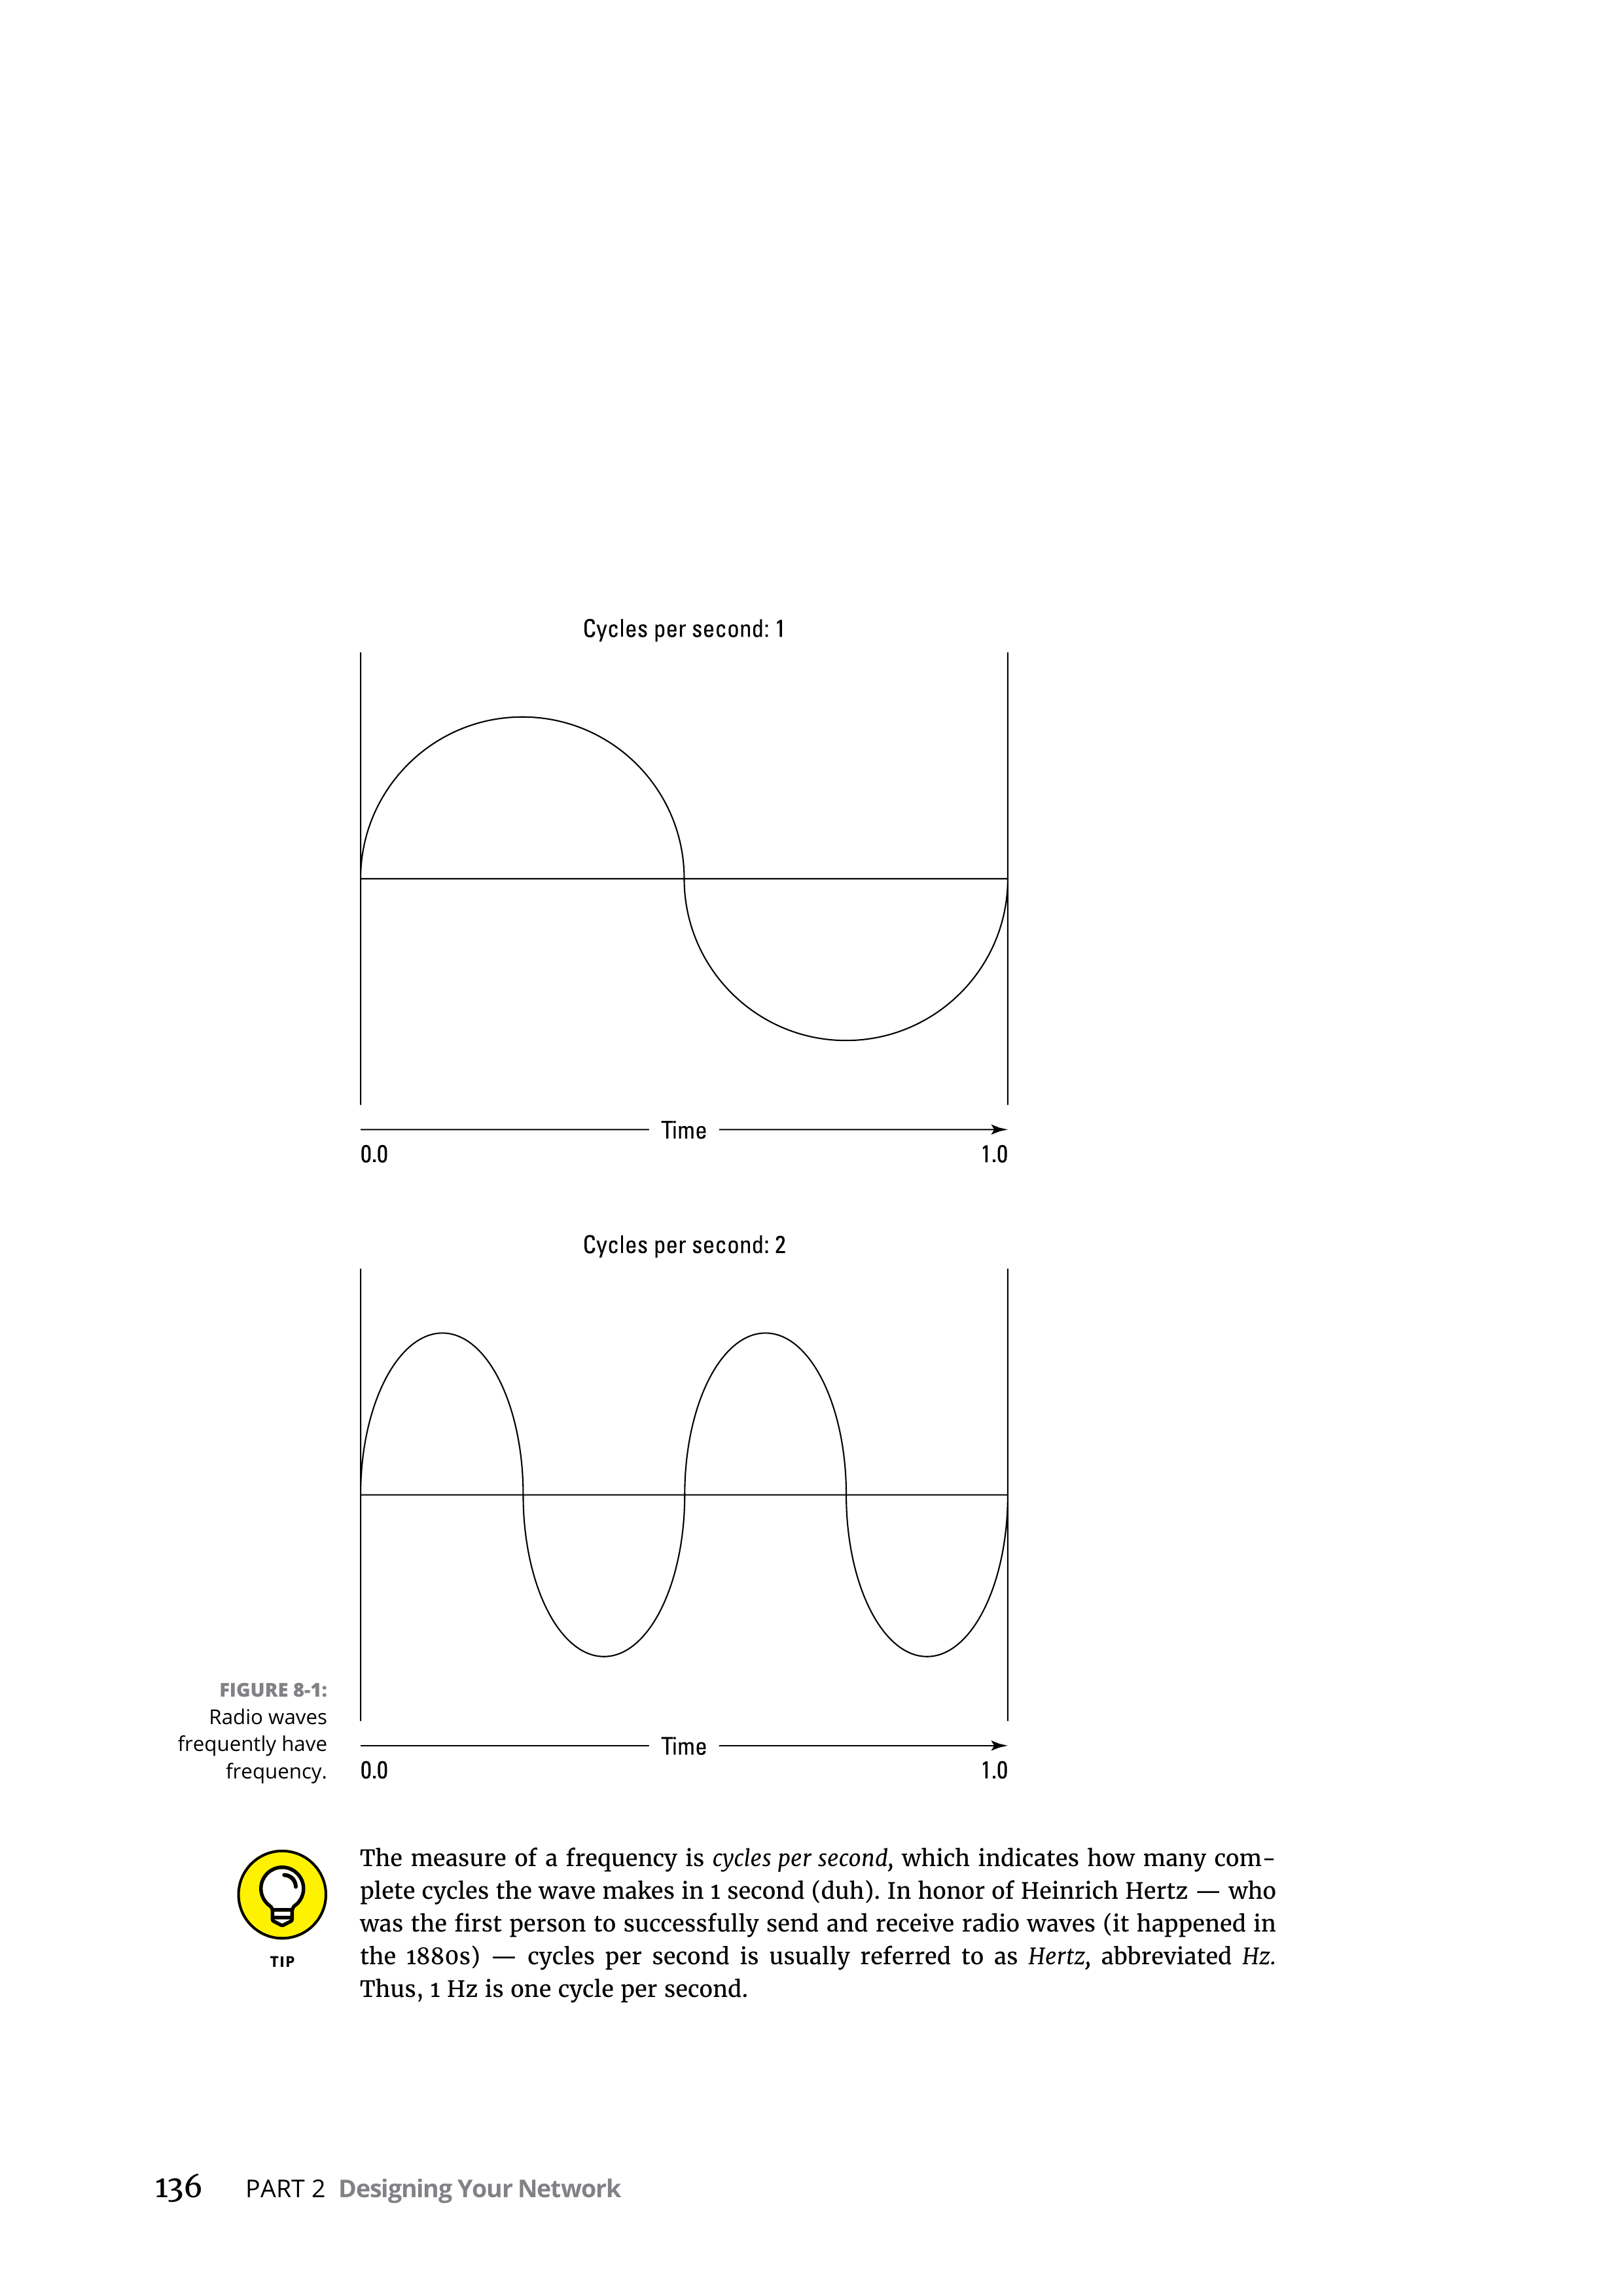 Cycles per second: 1
Time
0.0 1.0
Cycles per second: 2
Time
0.0 1.0
FIGURE 8-1:
Radio waves
frequently have
frequency.
TIP
The measure of a frequency is cycles per second, which indicates how many com-
plete cycles the wave makes in 1 second (duh). In honor of Heinrich Hertz — who
was the first person to successfully send and receive radio waves (it happened in
the 1880s) — cycles per second is usually referred to as Hertz, abbreviated Hz.
Thus, 1 Hz is one cycle per second.
136 PART 2 Designing Your Network